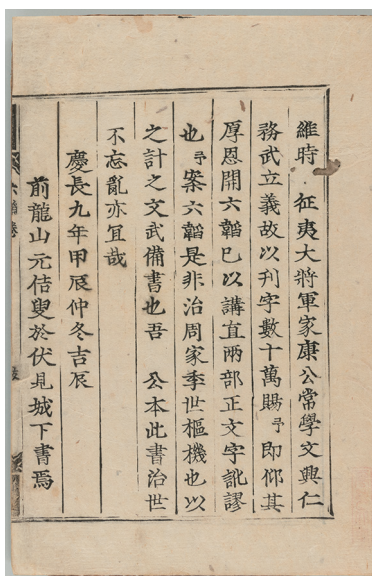 維時 征夷大將軍家康公常學文興仁
務武立義故以刊字數十萬賜予即仰其
厚恩開六韜已以講宜兩部正文字訛謬
也予案六韜是非治周家季世樞機也以
之計之文武備書也吾 公本此書治世
不忘亂亦宜哉
慶長九年甲辰仲冬吉辰
前龍山元佶叟於伏見城下書焉
六韜卷